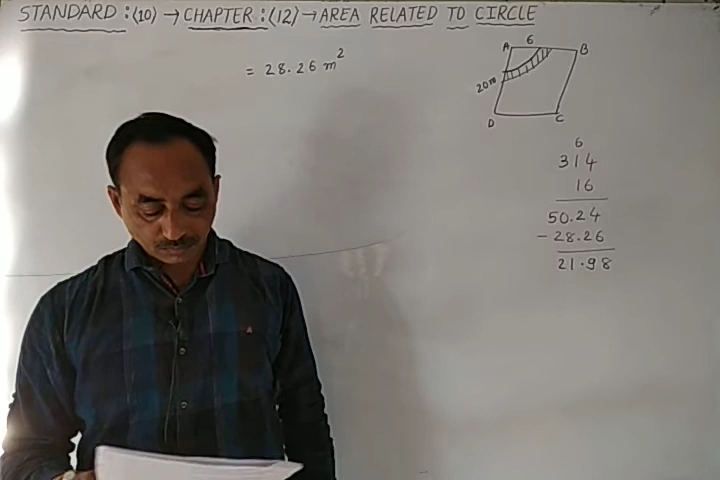 STANDARD:(10) → CHAPTER:(12) → AREA RELATED TO CIRCLE
= 28.26 m²
A 6 B
20m
D C
6
314
16
50.24
- 28.26
21.98